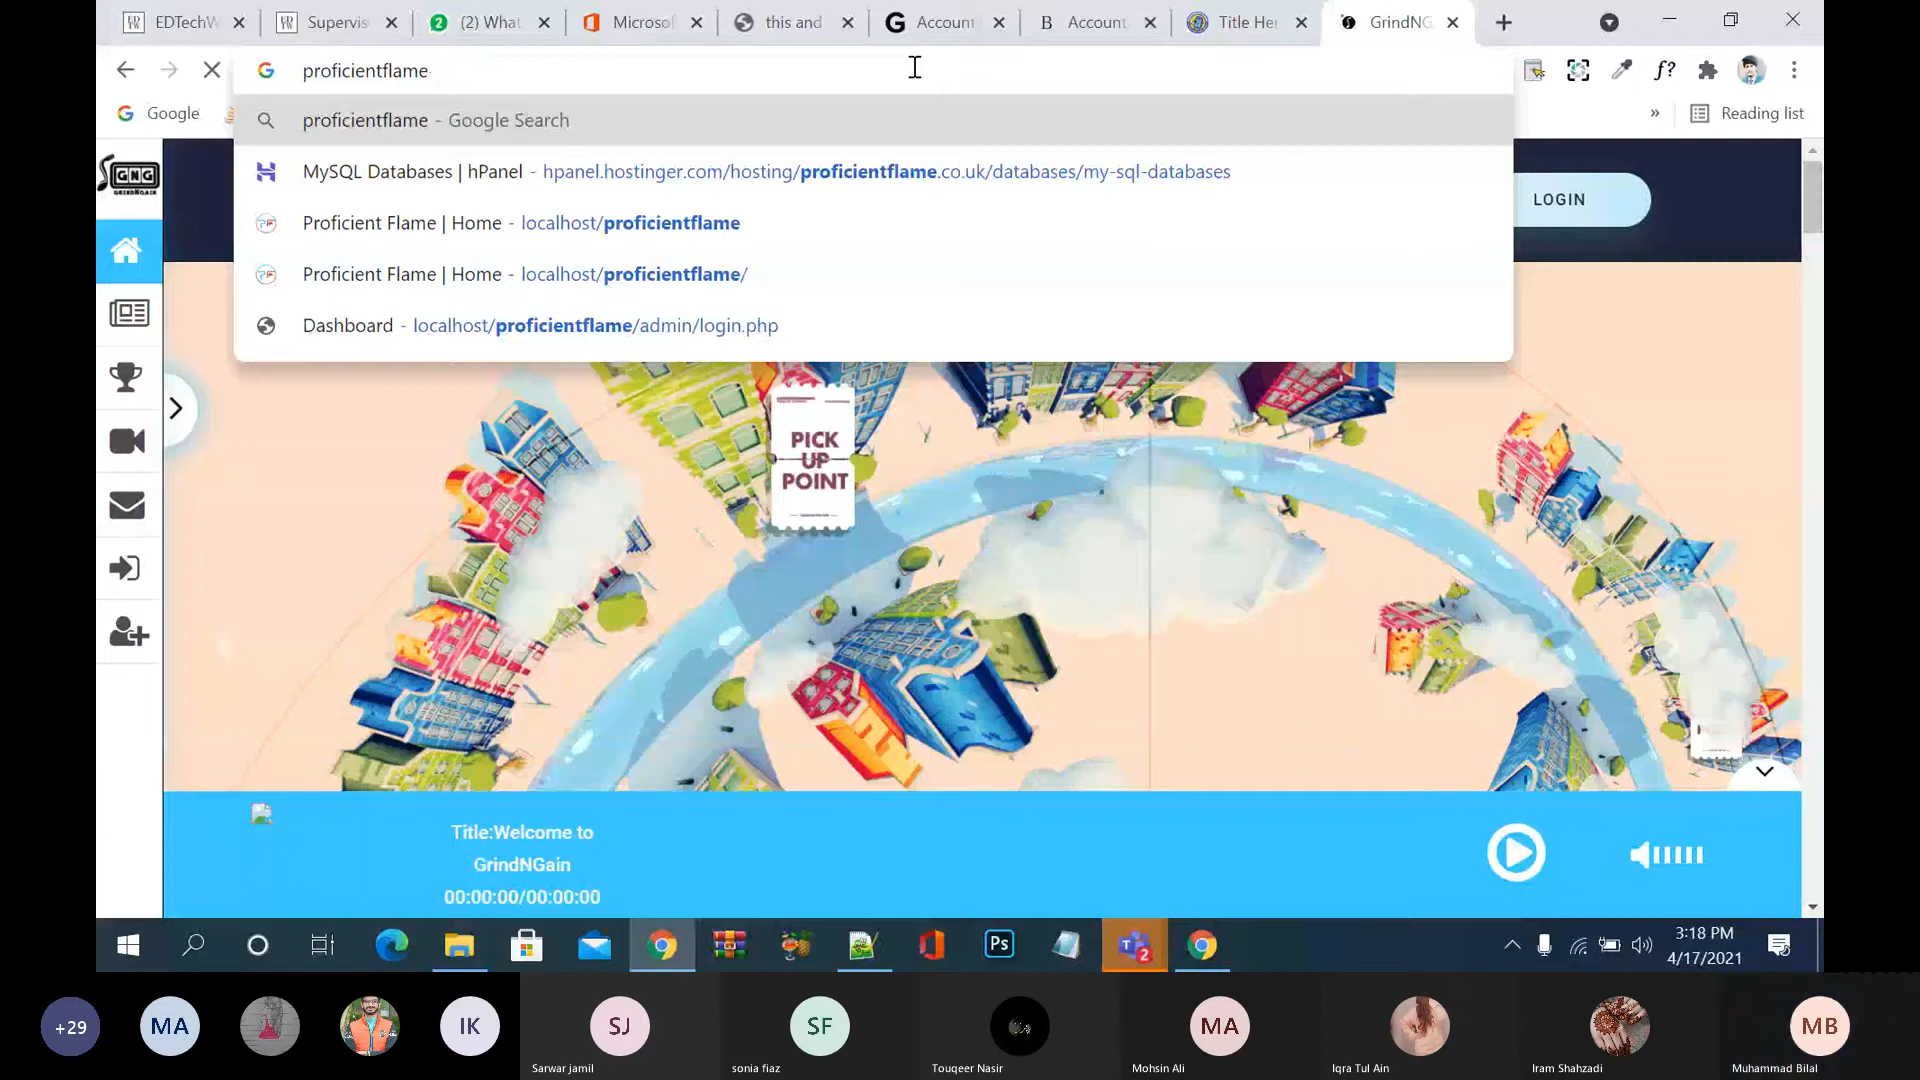 EDTechW
Supervis
(2) What
Microsof
this and
Account
Account
Title He
GrindNG
proficientflame
Google
Reading list
proficientflame - Google Search
MySQL Databases | hPanel - hpanel.hostinger.com/hosting/proficientflame.co.uk/databases/my-sql-databases
Proficient Flame | Home - localhost/proficientflame
Proficient Flame | Home - localhost/proficientflame/
Dashboard - localhost/proficientflame/admin/login.php
GNG
GRINDNGAIN
LOGIN
PICK
UP
POINT
Title:Welcome to
GrindNGain
00:00:00/00:00:00
Ps
3:18 PM
4/17/2021
+29
MA
IK
SJ
SF
MA
MB
Sarwar jamil
sonia fiaz
Touqeer Nasir
Mohsin Ali
Iqra Tul Ain
Iram Shahzadi
Muhammad Bilal